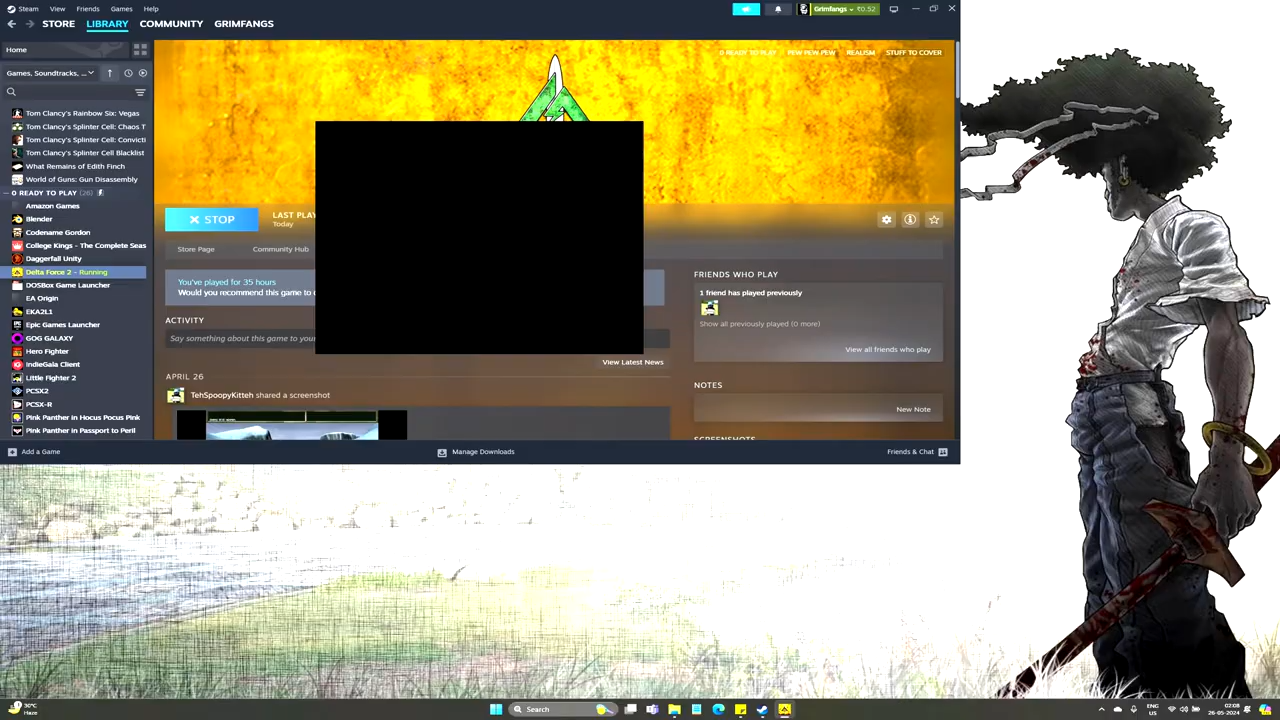 Steam View Friends Games Help
Grimfangs ₹0.52
STORE LIBRARY COMMUNITY GRIMFANGS
Home
Games, Soundtracks, ...
0 READY TO PLAY PEW PEW PEW REALISM STUFF TO COVER
Tom Clancy's Rainbow Six: Vegas
Tom Clancy's Splinter Cell: Chaos T
Tom Clancy's Splinter Cell: Convicti
Tom Clancy's Splinter Cell Blacklist
What Remains of Edith Finch
World of Guns: Gun Disassembly
0 READY TO PLAY (26)
Amazon Games
Blender
Codename Gordon
College Kings - The Complete Seas
Daggerfall Unity
Delta Force 2 - Running
DOSBox Game Launcher
EA Origin
EKA2L1
Epic Games Launcher
GOG GALAXY
Hero Fighter
IndieGala Client
Little Fighter 2
PCSX2
PCSX-R
Pink Panther in Hocus Pocus Pink
Pink Panther in Passport to Peril
STOP
LAST PLAY
Today
Store Page Community Hub
You've played for 35 hours
Would you recommend this game to o
ACTIVITY
Say something about this game to your
View Latest News
APRIL 26
TehSpoopyKitteh shared a screenshot
FRIENDS WHO PLAY
1 friend has played previously
Show all previously played (0 more)
View all friends who play
NOTES
New Note
SCREENSHOTS
Add a Game
Manage Downloads
Friends & Chat
30°C
Haze
Search
ENG
US
02:08
26-05-2024